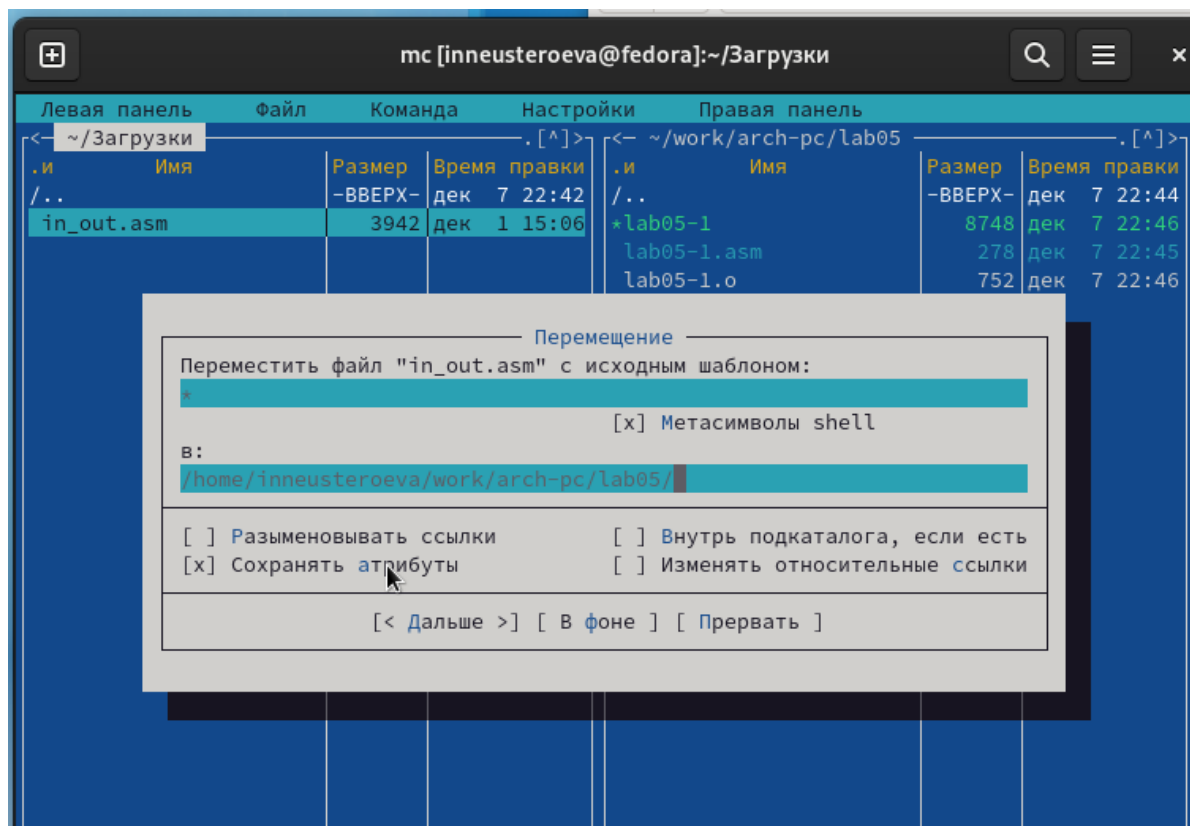 mc [inneusteroeva@fedora]:~/Загрузки
Левая панель Файл Команда Настройки Правая панель
<— ~/Загрузки .[^]> <— ~/work/arch-pc/lab05 .[^]>
.и Имя Размер Время правки .и Имя Размер Время правки
/.. -ВВЕРХ- дек 7 22:42 /.. -ВВЕРХ- дек 7 22:44
in_out.asm 3942 дек 1 15:06 *lab05-1 8748 дек 7 22:46
lab05-1.asm 278 дек 7 22:45
lab05-1.o 752 дек 7 22:46
Перемещение
Переместить файл "in_out.asm" с исходным шаблоном:
*
[x] Метасимволы shell
в:
/home/inneusteroeva/work/arch-pc/lab05/
[ ] Разыменовывать ссылки [ ] Внутрь подкаталога, если есть
[x] Сохранять атрибуты [ ] Изменять относительные ссылки
[< Дальше >] [ В фоне ] [ Прервать ]